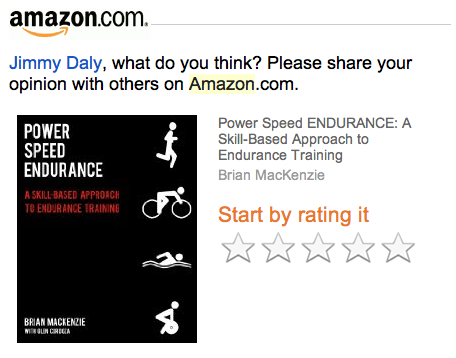 amazon.com.
Jimmy Daly, what do you think? Please share your
opinion with others on Amazon.com.
POWER
SPEED
ENDURANCE
A SKILL-BASED APPROACH
TO ENDURANCE TRAINING
BRIAN MACKENZIE
WITH GLEN CORDOZA
Power Speed ENDURANCE: A
Skill-Based Approach to
Endurance Training
Brian MacKenzie
Start by rating it